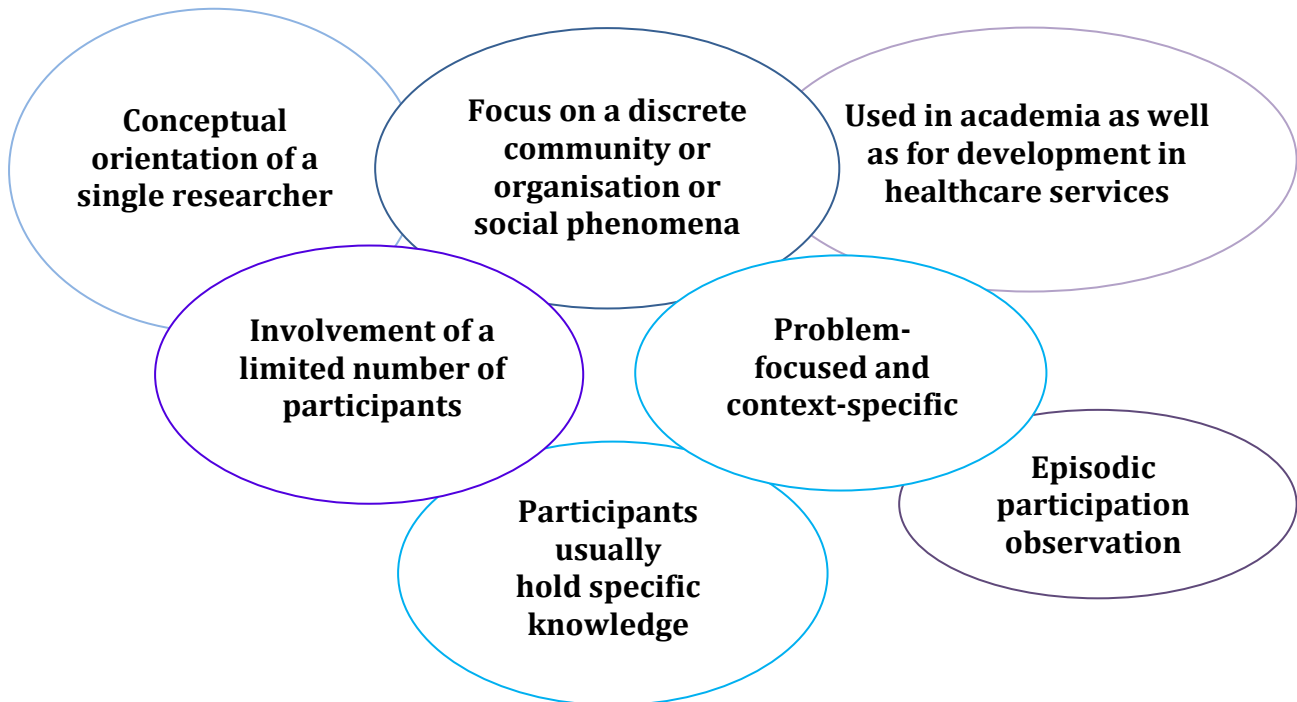 Conceptual
orientation of a
single researcher
Focus on a discrete
community or
organisation or
social phenomena
Used in academia as well
as for development in
healthcare services
Involvement of a
limited number of
participants
Problem-
focused and
context-specific
Participants
usually
hold specific
knowledge
Episodic
participation
observation